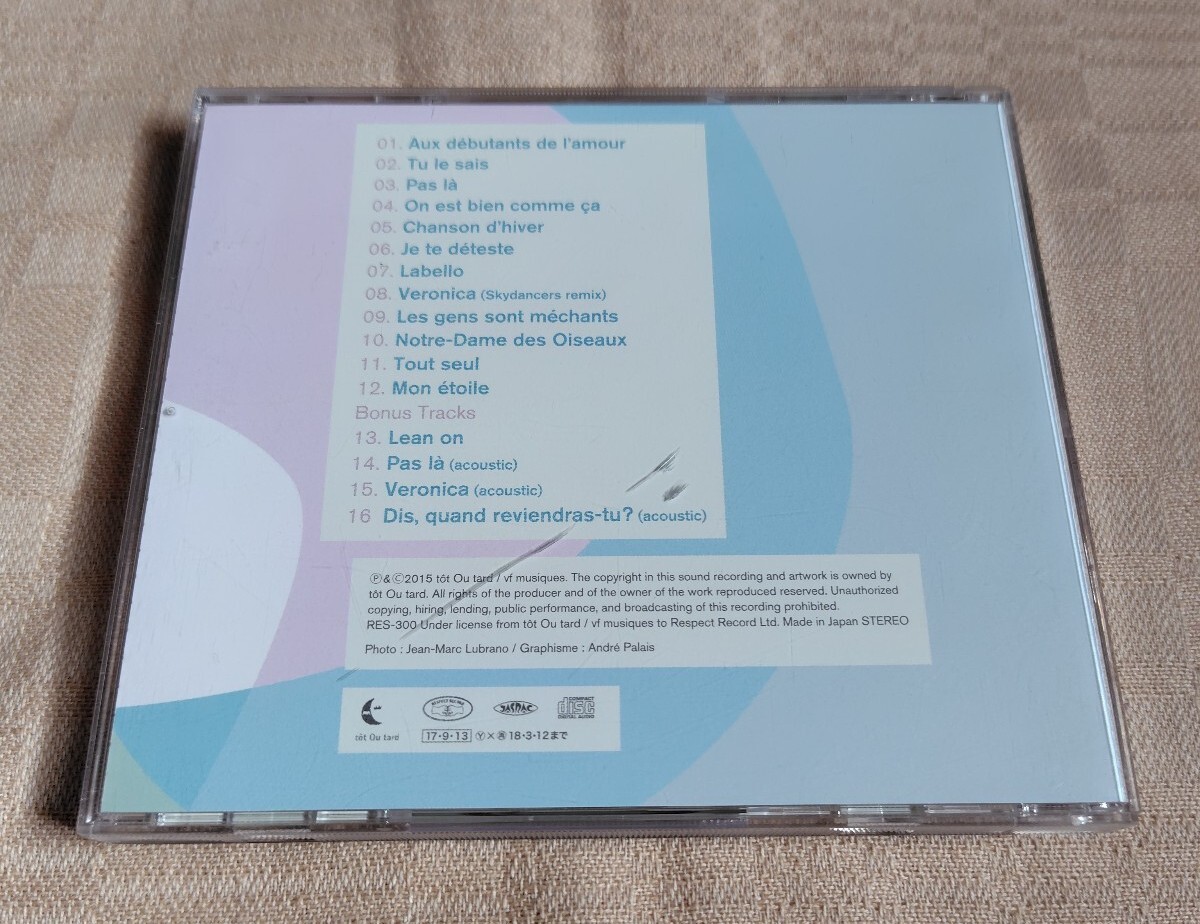 01. Aux débutants de l'amour
02. Tu le sais
03. Pas là
04. On est bien comme ça
05. Chanson d'hiver
06. Je te déteste
07. Labello
08. Veronica (Skydancers remix)
09. Les gens sont méchants
10. Notre-Dame des Oiseaux
11. Tout seul
12. Mon étoile
Bonus Tracks
13. Lean on
14. Pas là (acoustic)
15. Veronica (acoustic)
16 Dis, quand reviendras-tu? (acoustic)
Ⓟ&Ⓒ2015 tôt Ou tard / vf musiques. The copyright in this sound recording and artwork is owned by
tôt Ou tard. All rights of the producer and of the owner of the work reproduced reserved. Unauthorized
copying, hiring, lending, public performance, and broadcasting of this recording prohibited.
RES-300 Under license from tôt Ou tard / vf musiques to Respect Record Ltd. Made in Japan STEREO
Photo : Jean-Marc Lubrano / Graphisme : André Palais
JASRAC
COMPACT
disc
DIGITAL AUDIO
tôt Ou tard
17・9・13 Ⓨ×㊢18・3・12まで